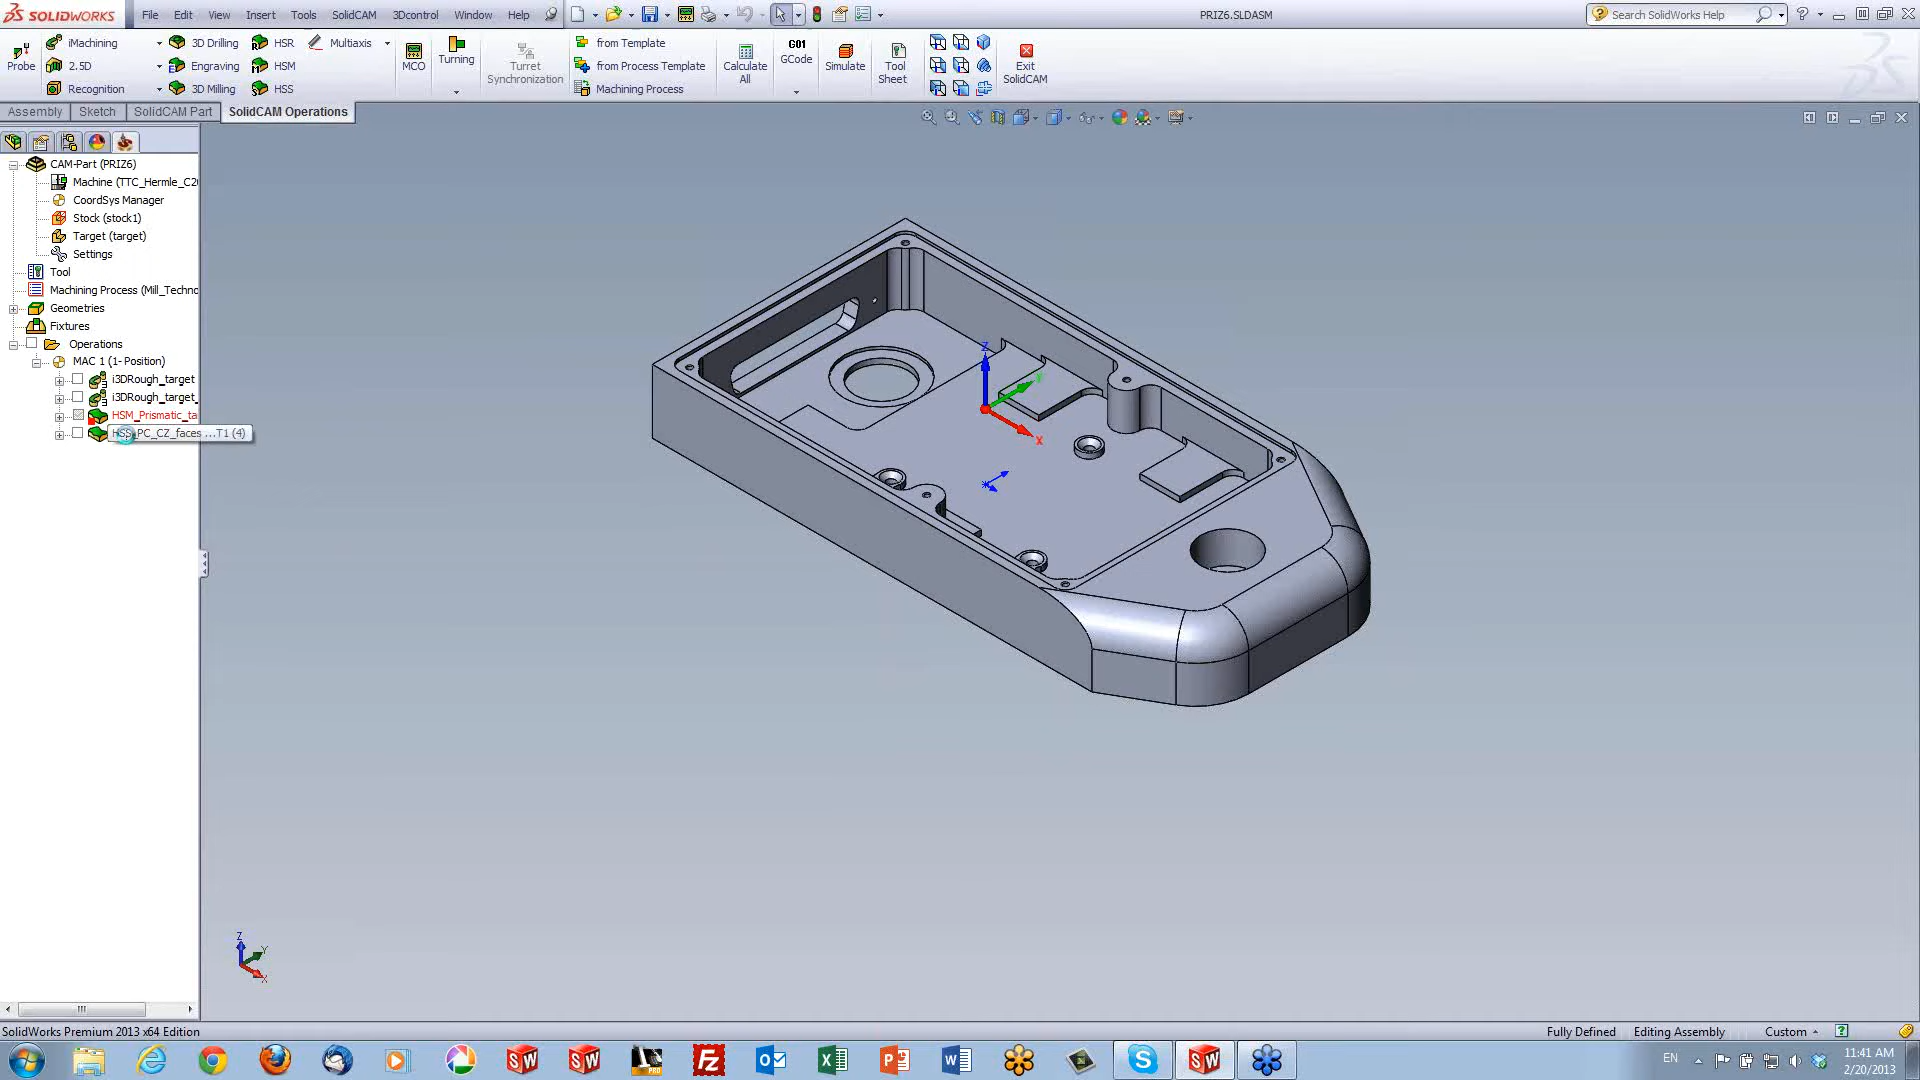 SOLIDWORKS File Edit View Insert Tools SolidCAM 3Dcontrol Window Help PRIZ6.SLDASM Search SolidWorks Help
iMachining 3D Drilling HSR Multiaxis from Template
Probe 2.5D Engraving HSM MCO Turning Turret Synchronization from Process Template Calculate All GCode Simulate Tool Sheet Exit SolidCAM
G01
Recognition 3D Milling HSS Machining Process
Assembly Sketch SolidCAM Part SolidCAM Operations
CAM-Part (PRIZ6)
Machine (TTC_Hermle_C20
CoordSys Manager
Stock (stock1)
Target (target)
Settings
Tool
Machining Process (Mill_Techno
Geometries
Fixtures
Operations
MAC 1 (1- Position)
i3DRough_target
i3DRough_target_
HSM_Prismatic_ta
HSS_PC_CZ_faces ...T1 (4)
Z
Y
X
Z
Y
X
SolidWorks Premium 2013 x64 Edition Fully Defined Editing Assembly Custom
EN 11:41 AM
2/20/2013